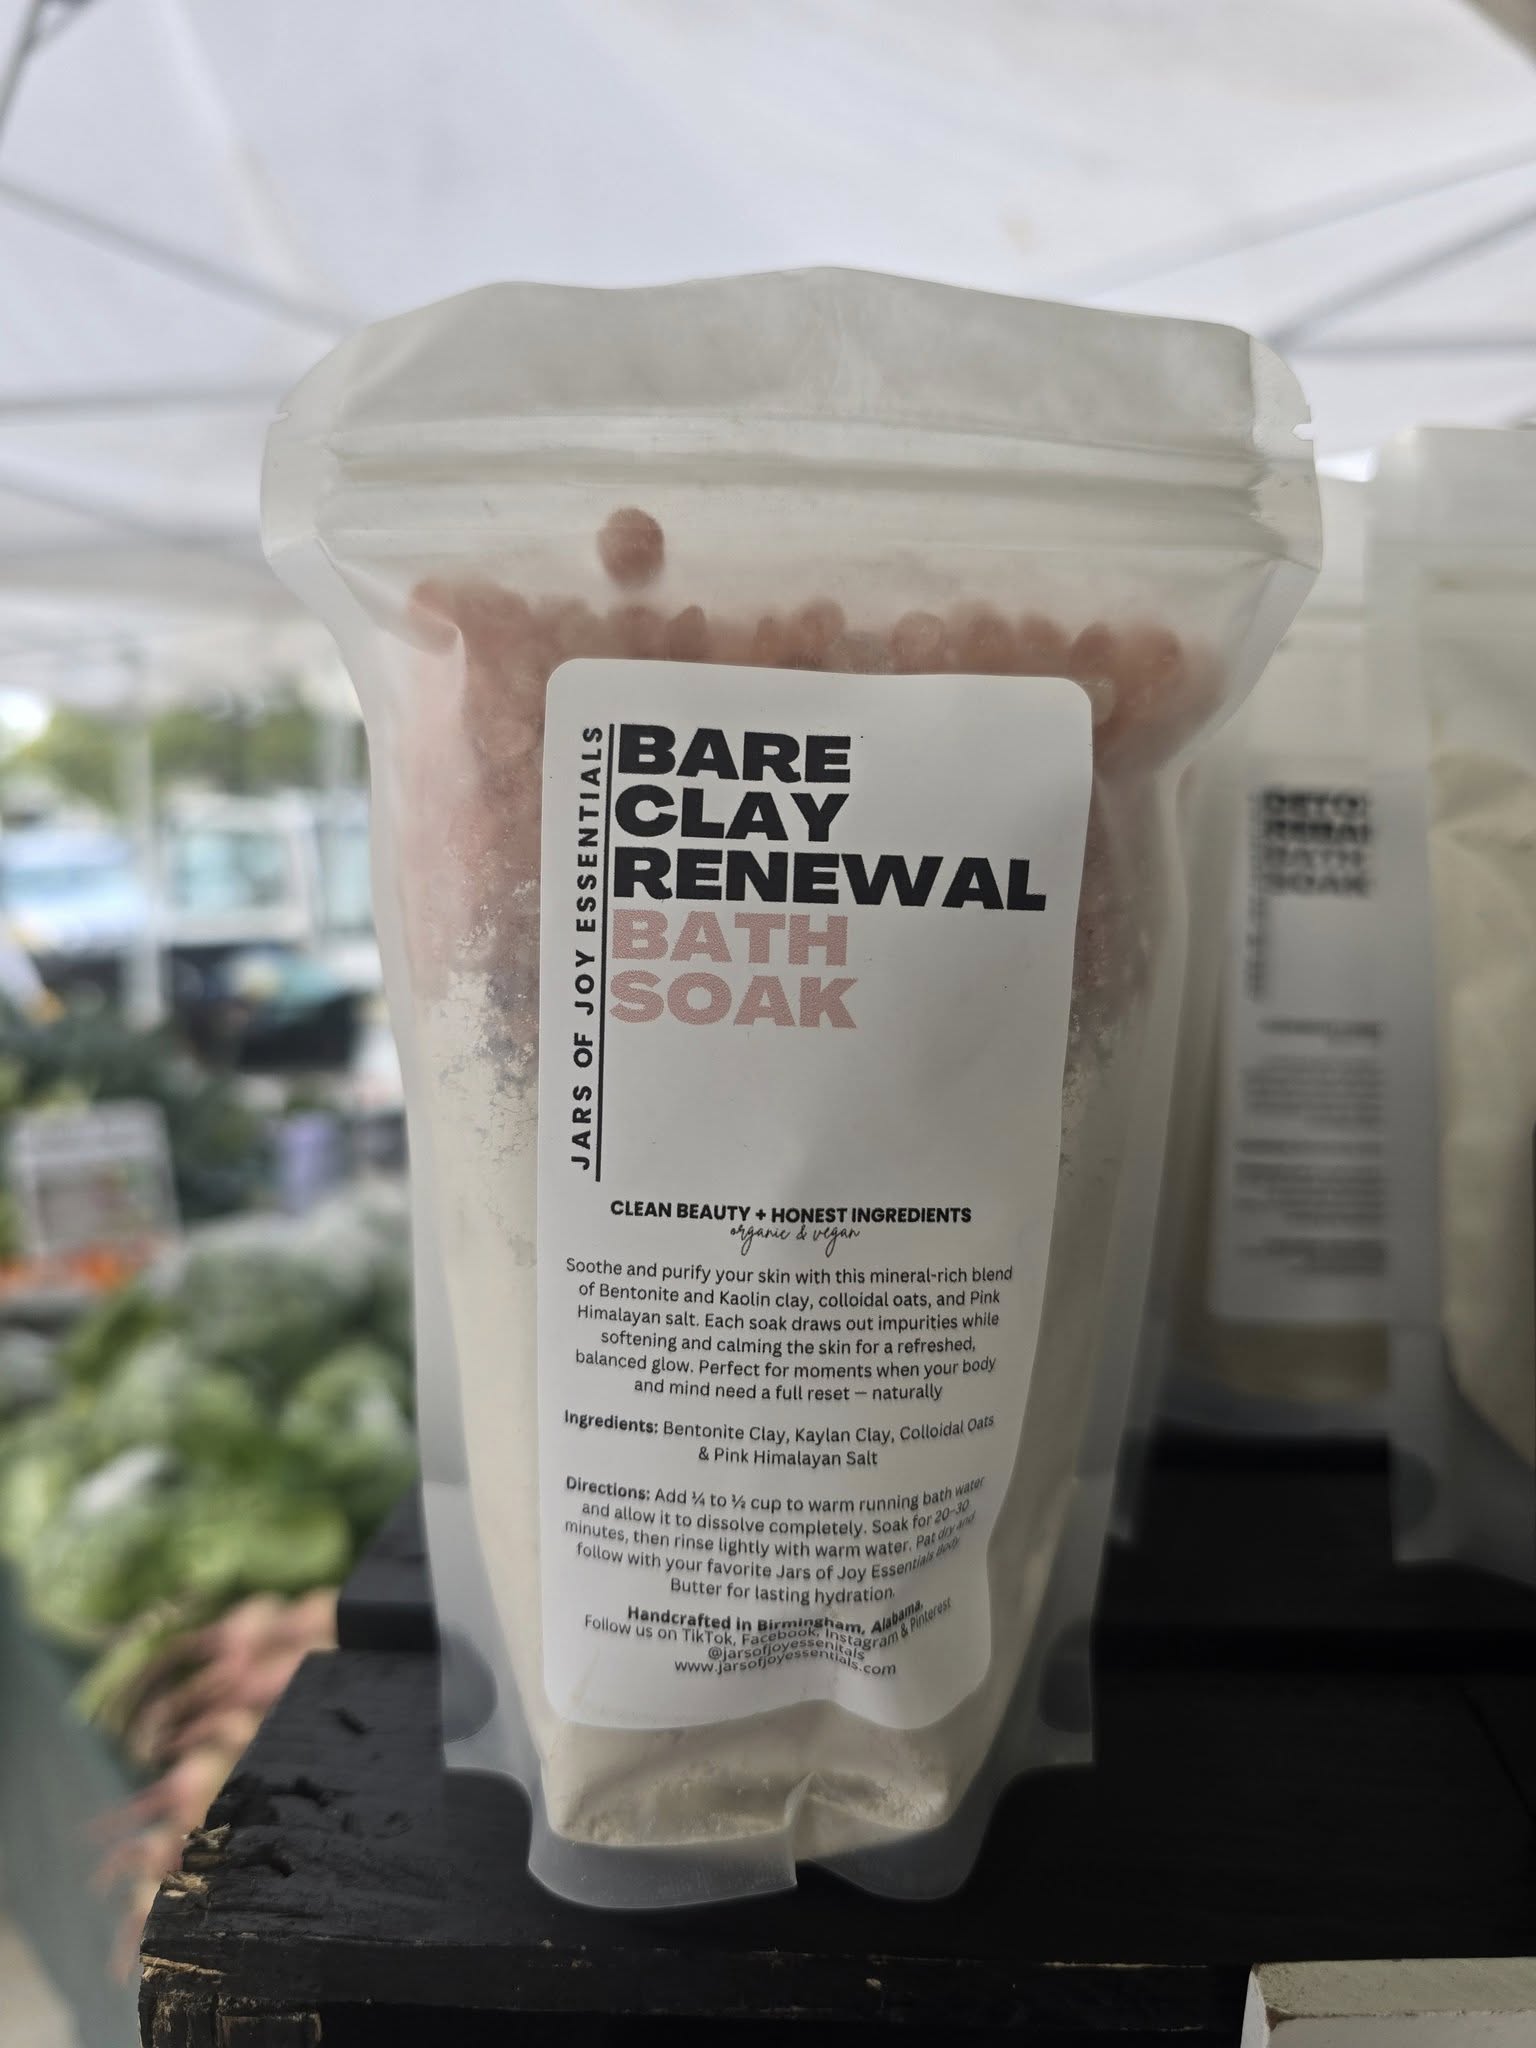 JARS OF JOY ESSENTIALS
BARE
CLAY
RENEWAL
BATH
SOAK
CLEAN BEAUTY + HONEST INGREDIENTS
organic & vegan
Soothe and purify your skin with this mineral-rich blend
of Bentonite and Kaolin clay, colloidal oats, and Pink
Himalayan salt. Each soak draws out impurities while
softening and calming the skin for a refreshed,
balanced glow. Perfect for moments when your body
and mind need a full reset — naturally
Ingredients: Bentonite Clay, Kaylan Clay, Colloidal Oats
& Pink Himalayan Salt
Directions: Add ¼ to ½ cup to warm running bath water
and allow it to dissolve completely. Soak for 20-30
minutes, then rinse lightly with warm water. Pat dry and
follow with your favorite Jars of Joy Essentials Body
Butter for lasting hydration.
Handcrafted in Birmingham, Alabama.
Follow us on TikTok, Facebook, Instagram & Pinterest
@jarsofjoyessenitals
www.jarsofjoyessentials.com
BATH
SOAK